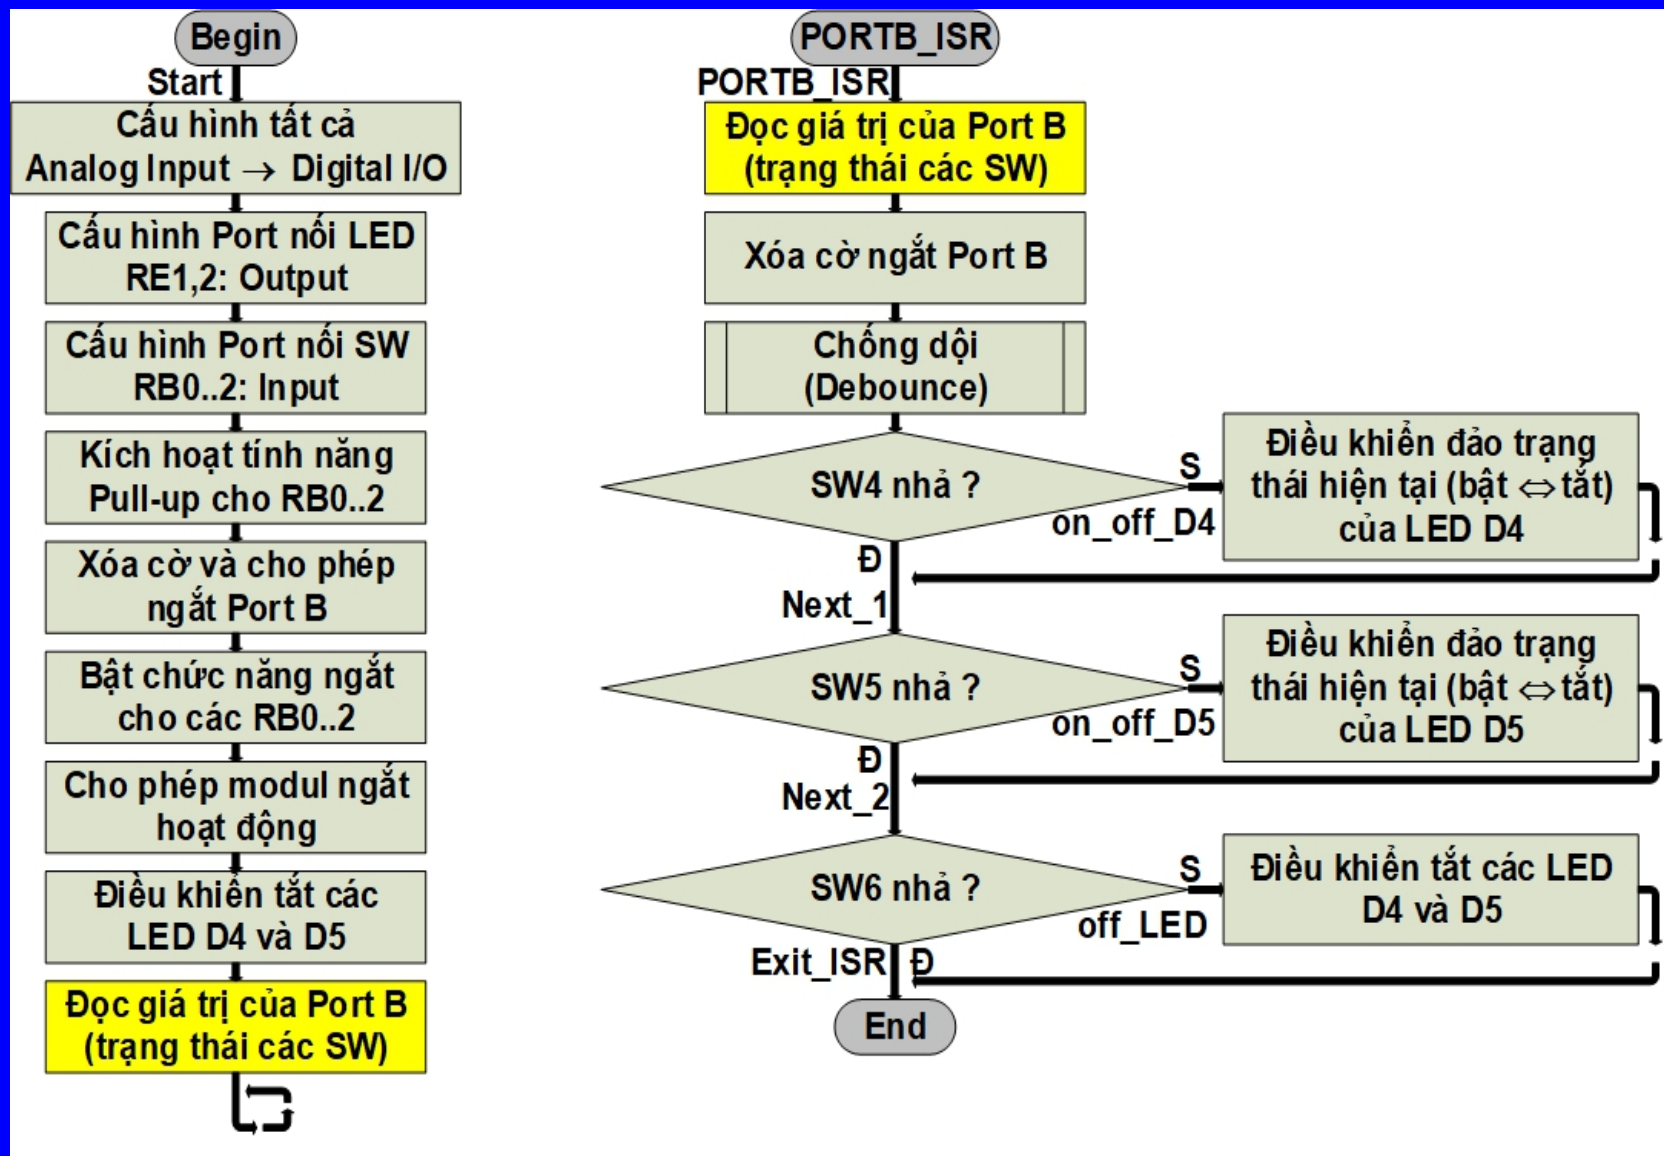 Begin
Start
Cấu hình tất cả
Analog Input → Digital I/O
Cấu hình Port nối LED
RE1,2: Output
Cấu hình Port nối SW
RB0..2: Input
Kích hoạt tính năng
Pull-up cho RB0..2
Xóa cờ và cho phép
ngắt Port B
Bật chức năng ngắt
cho các RB0..2
Cho phép modul ngắt
hoạt động
Điều khiển tắt các
LED D4 và D5
Đọc giá trị của Port B
(trạng thái các SW)
PORTB_ISR
PORTB_ISR
Đọc giá trị của Port B
(trạng thái các SW)
Xóa cờ ngắt Port B
Chống dội
(Debounce)
SW4 nhả ?
S
on_off_D4
Điều khiển đảo trạng
thái hiện tại (bật ⇔ tắt)
của LED D4
Đ
Next_1
SW5 nhả ?
S
on_off_D5
Điều khiển đảo trạng
thái hiện tại (bật ⇔ tắt)
của LED D5
Đ
Next_2
SW6 nhả ?
S
off_LED
Điều khiển tắt các LED
D4 và D5
Exit_ISR
Đ
End